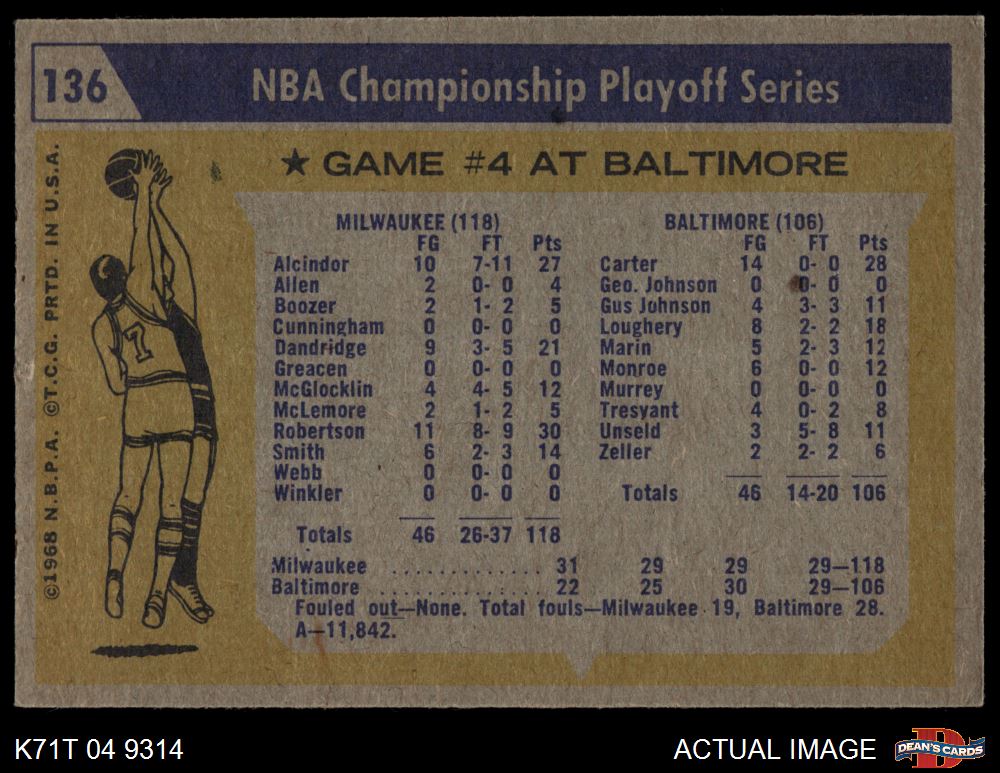 136 NBA Championship Playoff Series
★ GAME #4 AT BALTIMORE
©1968 N.B.P.A. ©T.C.G. PRTD. IN U.S.A.
1
MILWAUKEE (118)
FG FT Pts
Alcindor 10 7-11 27
Allen 2 0- 0 4
Boozer 2 1- 2 5
Cunningham 0 0- 0 0
Dandridge 9 3- 5 21
Greacen 0 0- 0 0
McGlocklin 4 4- 5 12
McLemore 2 1- 2 5
Robertson 11 8- 9 30
Smith 6 2- 3 14
Webb 0 0- 0 0
Winkler 0 0- 0 0
Totals 46 26-37 118
BALTIMORE (106)
FG FT Pts
Carter 14 0- 0 28
Geo. Johnson 0 0- 0 0
Gus Johnson 4 3- 3 11
Loughery 8 2- 2 18
Marin 5 2- 3 12
Monroe 6 0- 0 12
Murrey 0 0- 0 0
Tresyant 4 0- 2 8
Unseld 3 5- 8 11
Zeller 2 2- 2 6
Totals 46 14-20 106
Milwaukee . . . . . . . . . . . . . 31 29 29 29—118
Baltimore . . . . . . . . . . . . . . 22 25 30 29—106
Fouled out—None. Total fouls—Milwaukee 19, Baltimore 28.
A—11,842.
K71T 04 9314 ACTUAL IMAGE D DEAN'S CARDS